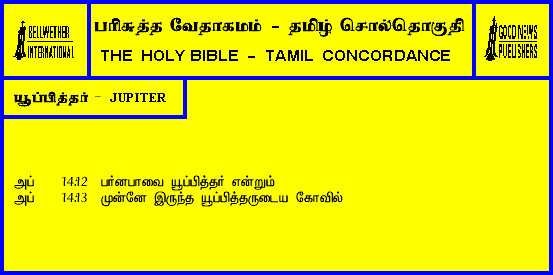 BELLWETHER
INTERNATIONAL
பரிசுத்த வேதாகமம் - தமிழ் சொல்தொகுதி
THE HOLY BIBLE - TAMIL CONCORDANCE
GOOD NEWS
PUBLISHERS
யூப்பித்தர் - JUPITER
அப் 14:12 பர்னபாவை யூப்பித்தர் என்றும்
அப் 14:13 முன்னே இருந்த யூப்பித்தருடைய கோவில்